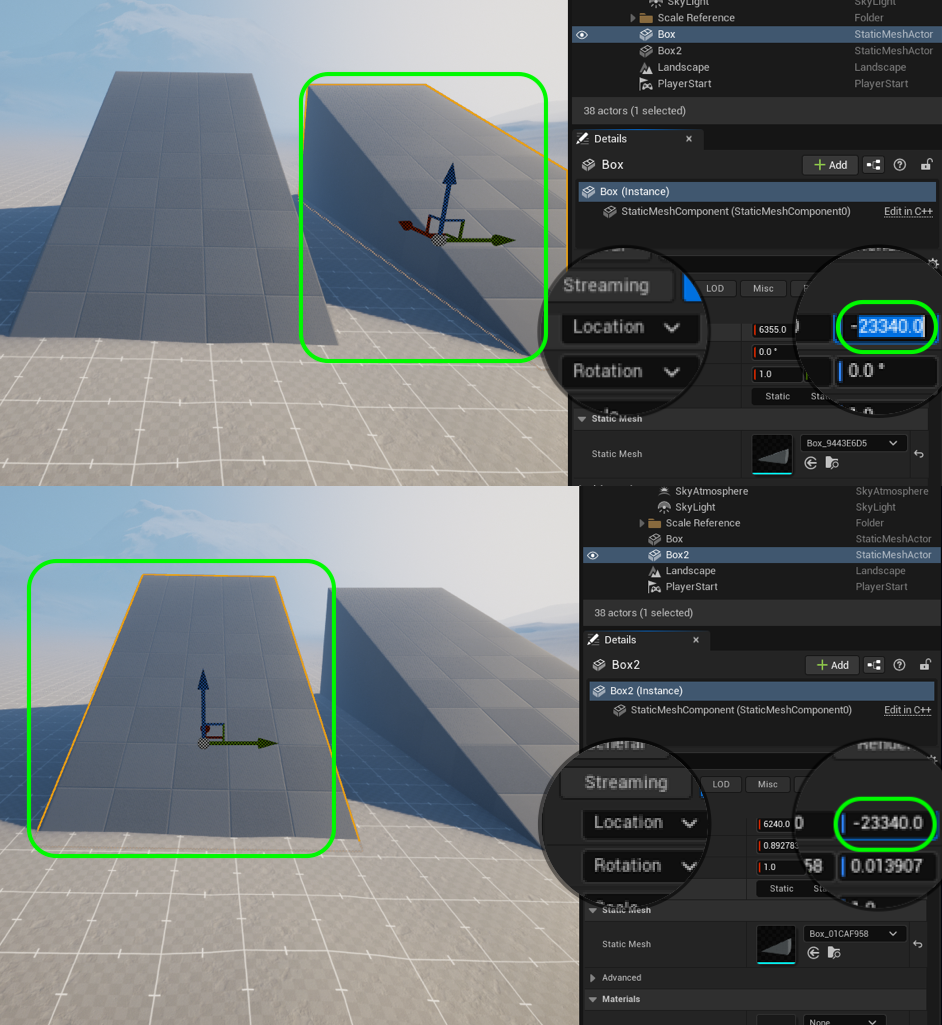 SkyLight SkyLight
Scale Reference Folder
Box StaticMeshActor
Box2 StaticMeshActor
Landscape Landscape
PlayerStart PlayerStart
38 actors (1 selected)
Details
Box
Add
Box (Instance)
StaticMeshComponent (StaticMeshComponent0) Edit in C++
Streaming LOD Misc
Location 6355.0 -23340.0
Rotation 0.0 ° 0.0 °
1.0
Static
Static Mesh
Static Mesh Box_9443E6D5
SkyAtmosphere SkyAtmosphere
SkyLight SkyLight
Scale Reference Folder
Box StaticMeshActor
Box2 StaticMeshActor
Landscape Landscape
PlayerStart PlayerStart
38 actors (1 selected)
Details
Box2
Add
Box2 (Instance)
StaticMeshComponent (StaticMeshComponent0) Edit in C++
General
Streaming LOD Misc
Location 6240.0 -23340.0
Rotation 0.89278 0.013907
1.0
Static
Static Mesh
Static Mesh Box_01CAF958
Advanced
Materials
None